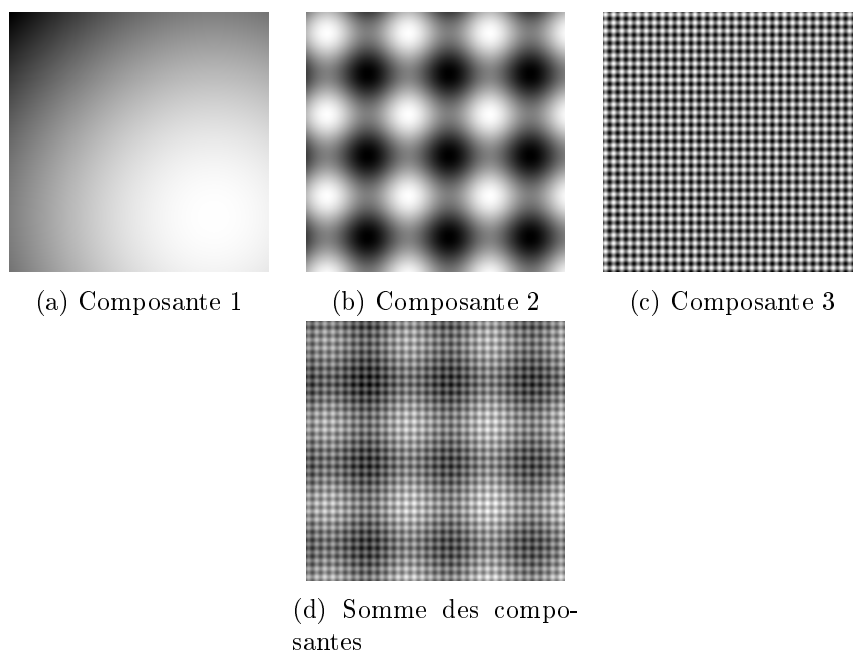 (a) Composante 1
(b) Composante 2
(c) Composante 3
(d) Somme des compo-
santes